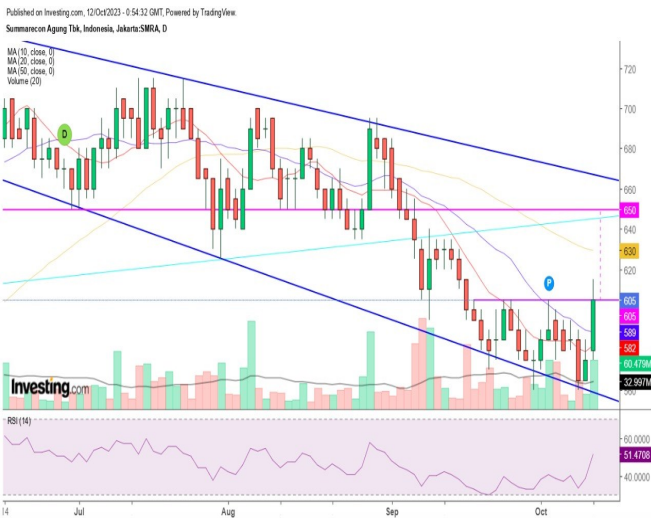 Published on Investing.com, 12/Oct/2023 - 0:54:32 GMT, Powered by TradingView.
Summarecon Agung Tbk, Indonesia, Jakarta:SMRA, D
MA (10, close, 0)
MA (20, close, 0)
MA (50, close, 0)
Volume (20)
D
P
720
700
680
660
650
640
630
620
605
605
589
582
60.479M
32.997M
Investing.com
RSI (14)
60.0000
51.4708
40.0000
14
Jul
Aug
Sep
Oct